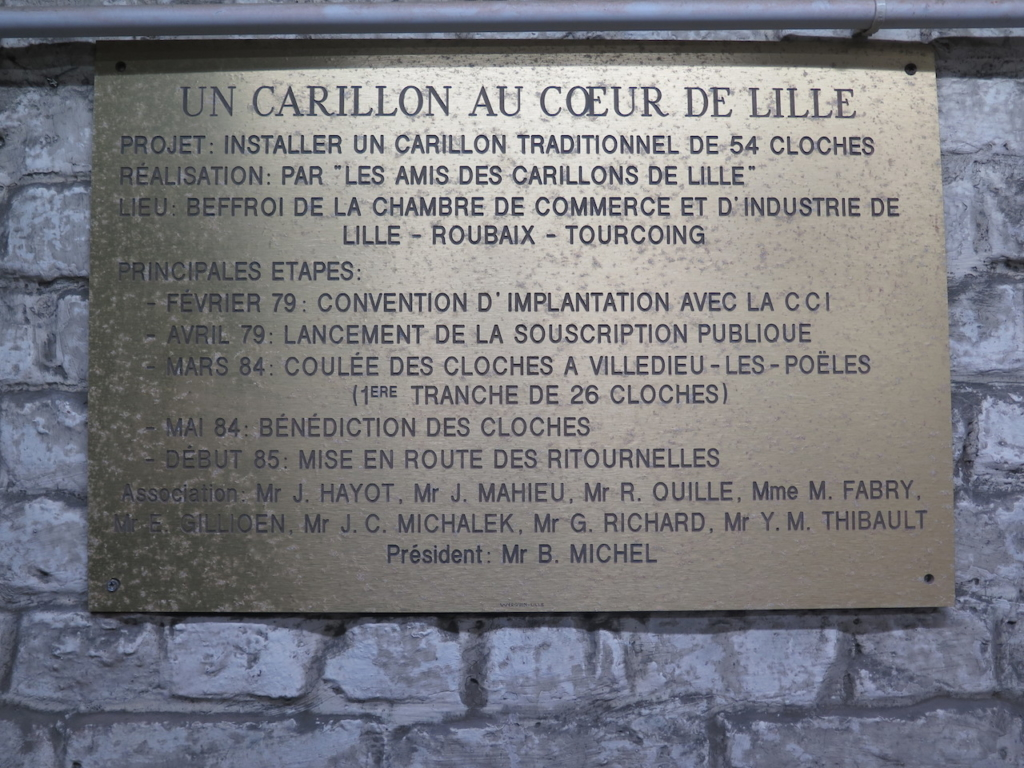 UN CARILLON AU CŒUR DE LILLE
PROJET: INSTALLER UN CARILLON TRADITIONNEL DE 54 CLOCHES
RÉALISATION: PAR "LES AMIS DES CARILLONS DE LILLE"
LIEU: BEFFROI DE LA CHAMBRE DE COMMERCE ET D'INDUSTRIE DE
LILLE - ROUBAIX - TOURCOING
PRINCIPALES ETAPES:
- FÉVRIER 79: CONVENTION D'IMPLANTATION AVEC LA CCI
- AVRIL 79: LANCEMENT DE LA SOUSCRIPTION PUBLIQUE
- MARS 84: COULÉE DES CLOCHES A VILLEDIEU-LES-POËLES
(1ERE TRANCHE DE 26 CLOCHES)
- MAI 84: BÉNÉDICTION DES CLOCHES
- DÉBUT 85: MISE EN ROUTE DES RITOURNELLES
Association: Mr J. HAYOT, Mr J. MAHIEU, Mr R. OUILLE, Mme M. FABRY,
Mr E. GILLIOEN, Mr J.C. MICHALEK, Mr G. RICHARD, Mr Y.M. THIBAULT
Président: Mr B. MICHEL